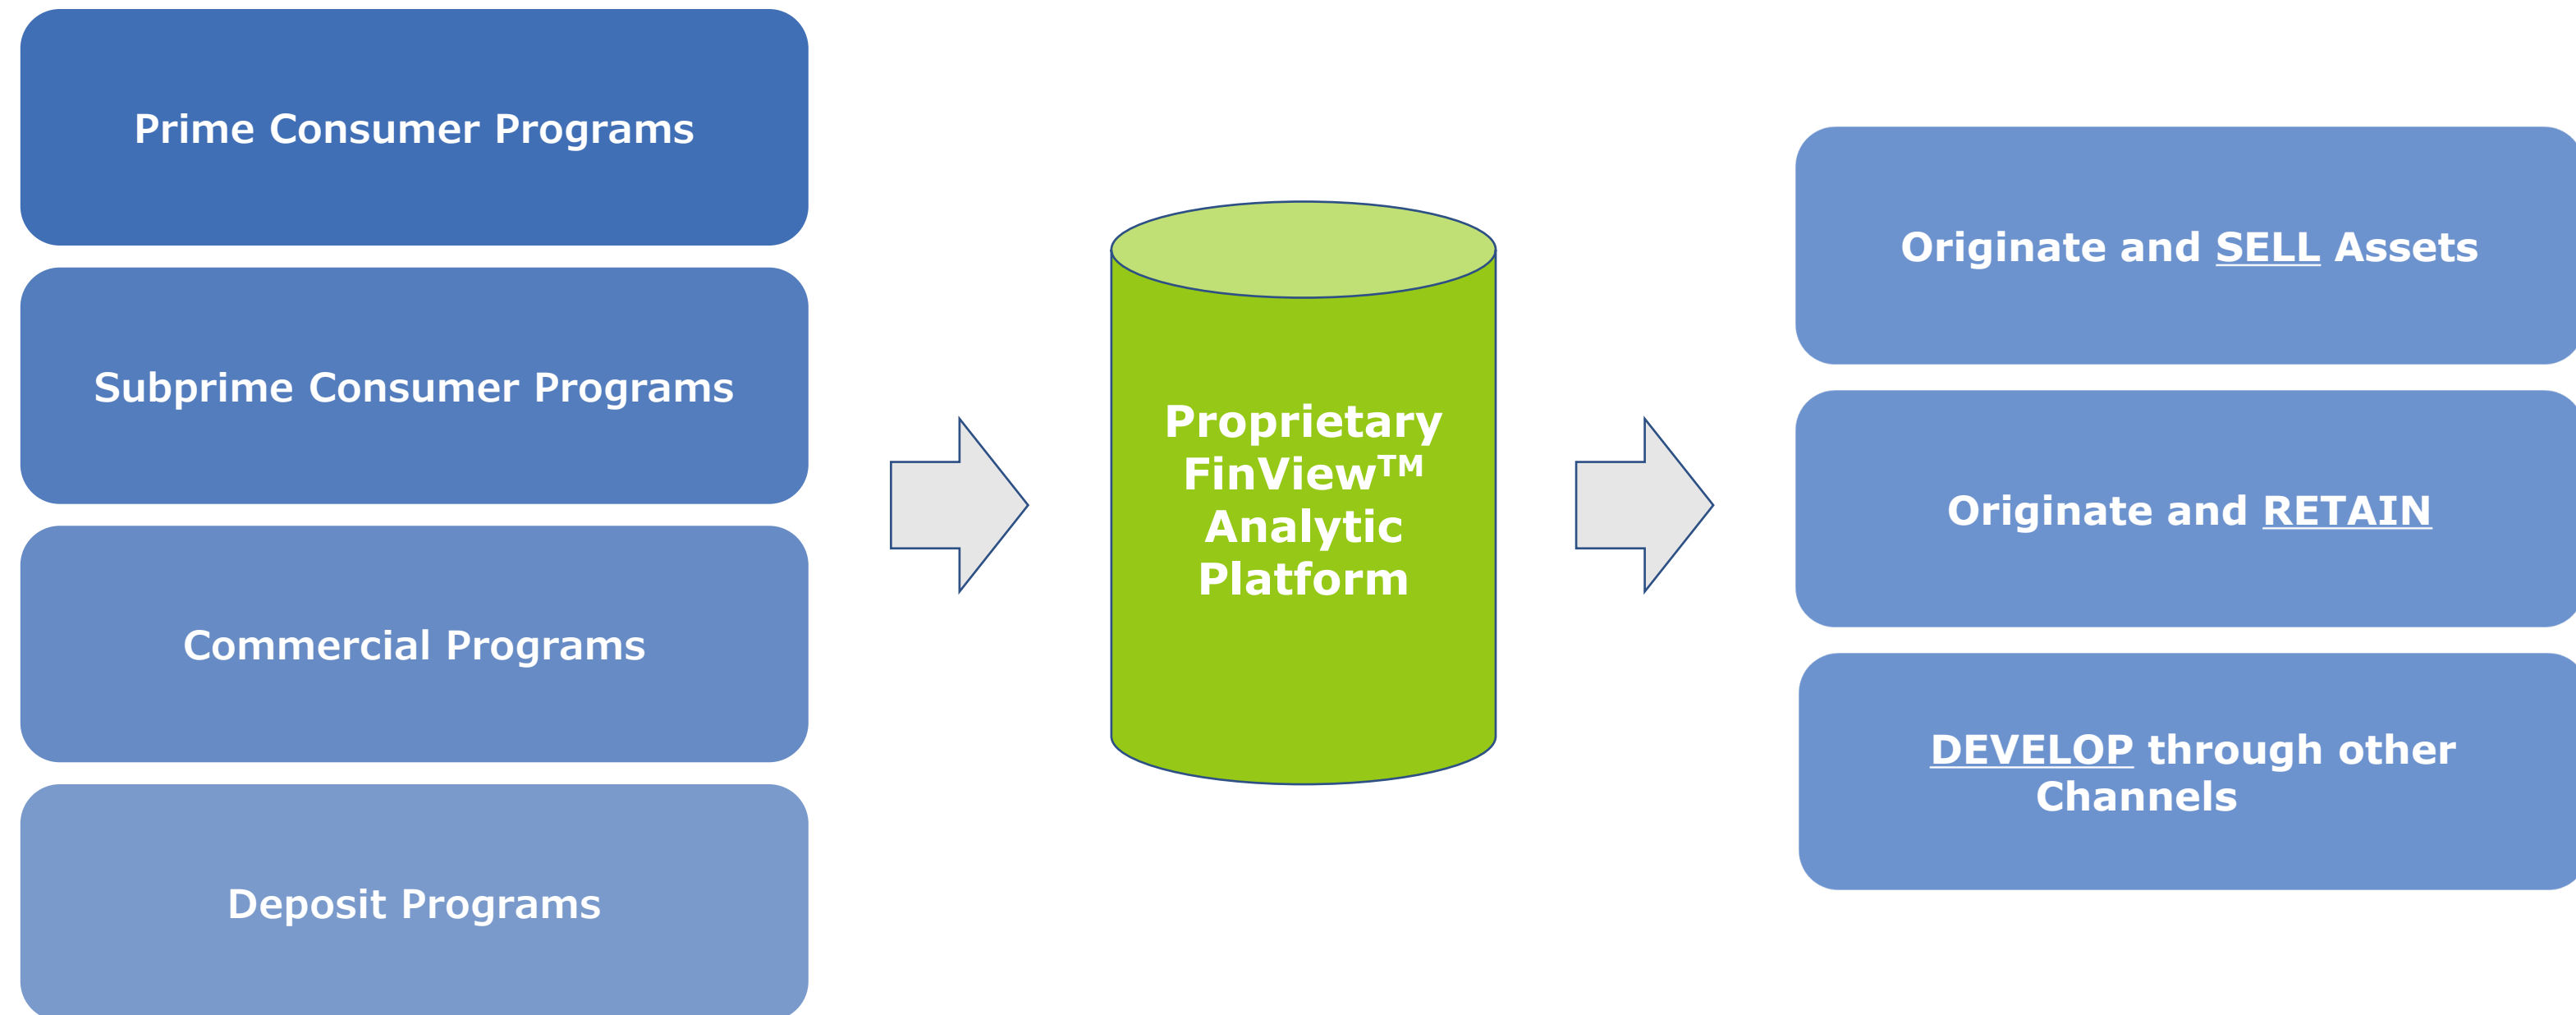 Prime Consumer Programs
Subprime Consumer Programs
Commercial Programs
Deposit Programs
Proprietary
FinView™
Analytic
Platform
Originate and SELL Assets
Originate and RETAIN
DEVELOP through other
Channels